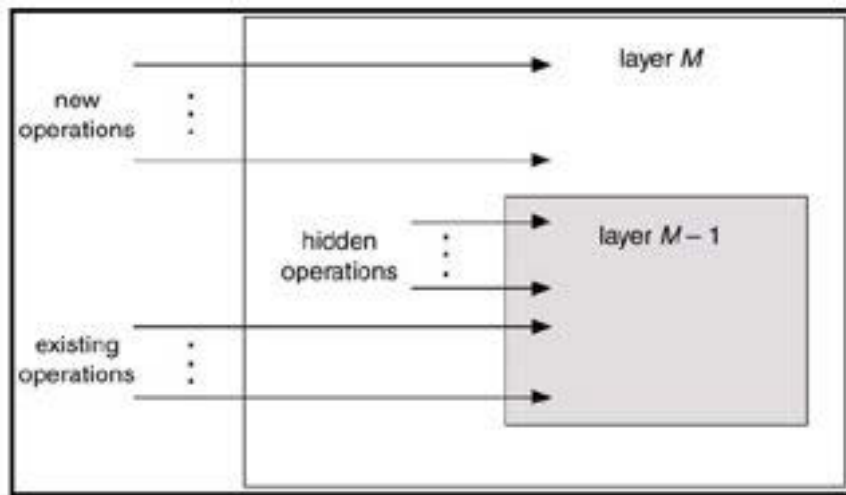 layer M
new
operations
hidden
operations
layer M – 1
existing
operations